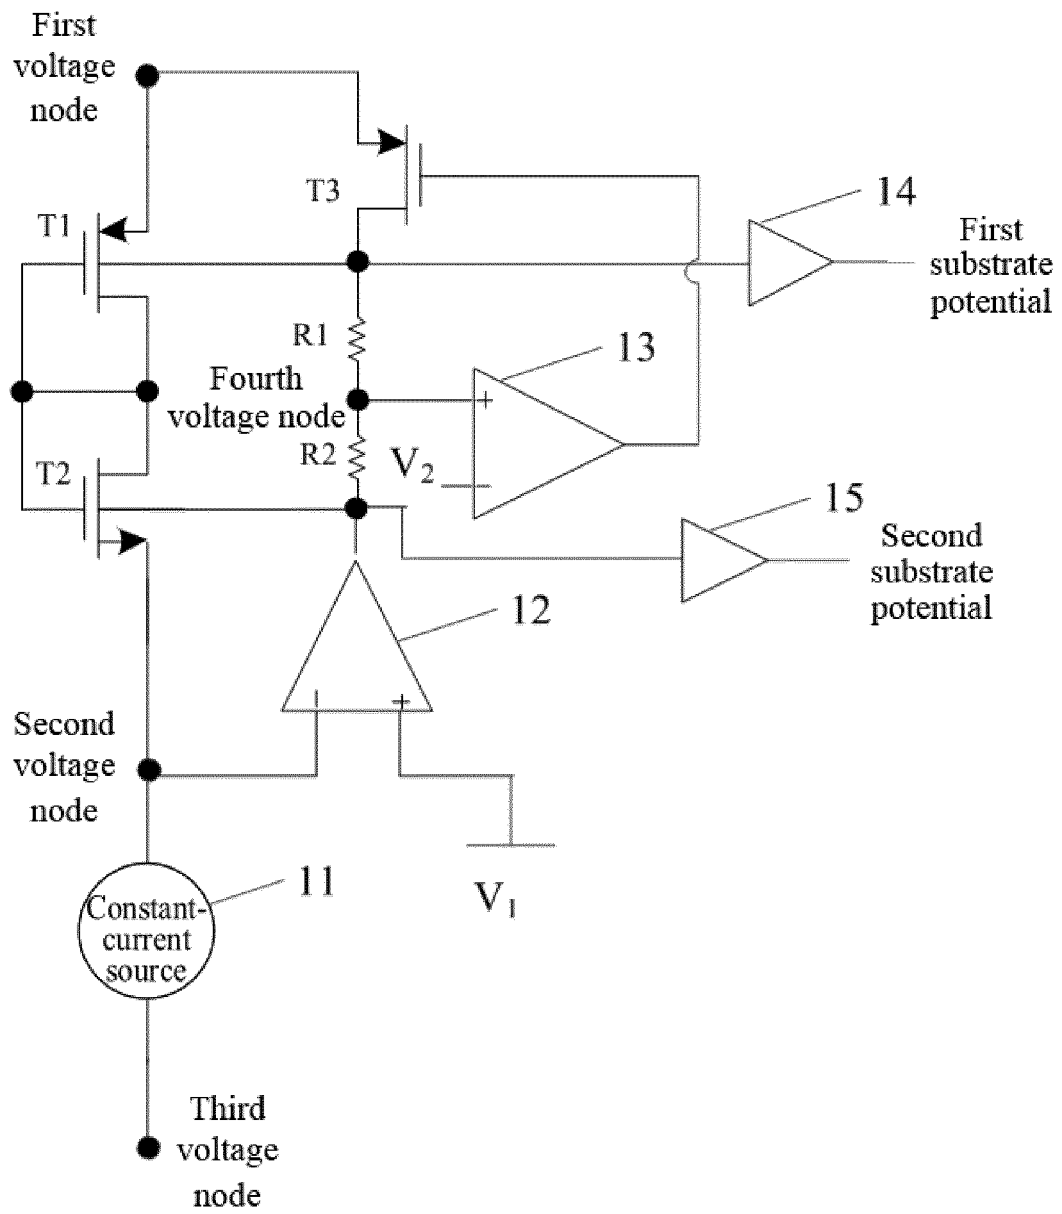 First
voltage
node
T1
T3
14
First
substrate
potential
R1
13
Fourth
voltage node
+
R2
V2
T2
15
Second
substrate
potential
12
+
Second
voltage
node
11
V1
Constant-
current
source
Third
voltage
node